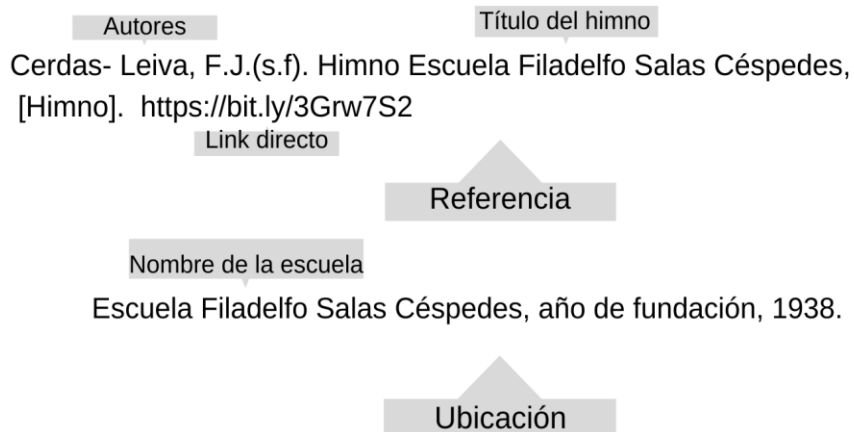 Autores
Título del himno
Cerdas- Leiva, F.J.(s.f). Himno Escuela Filadelfo Salas Céspedes,
[Himno].  https://bit.ly/3Grw7S2
Link directo
Referencia
Nombre de la escuela
Escuela Filadelfo Salas Céspedes, año de fundación, 1938.
Ubicación